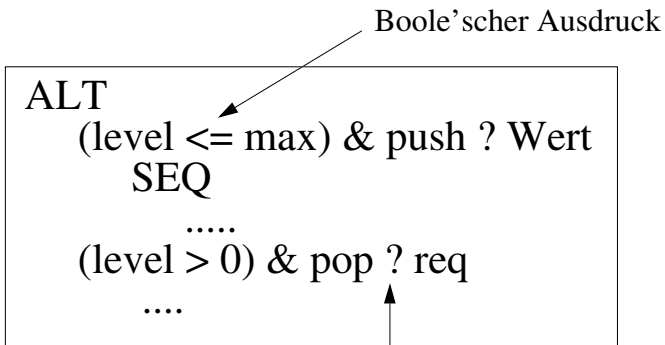 Boole'scher Ausdruck
ALT
(level <= max) & push ? Wert
SEQ
.....
(level > 0) & pop ? req
....